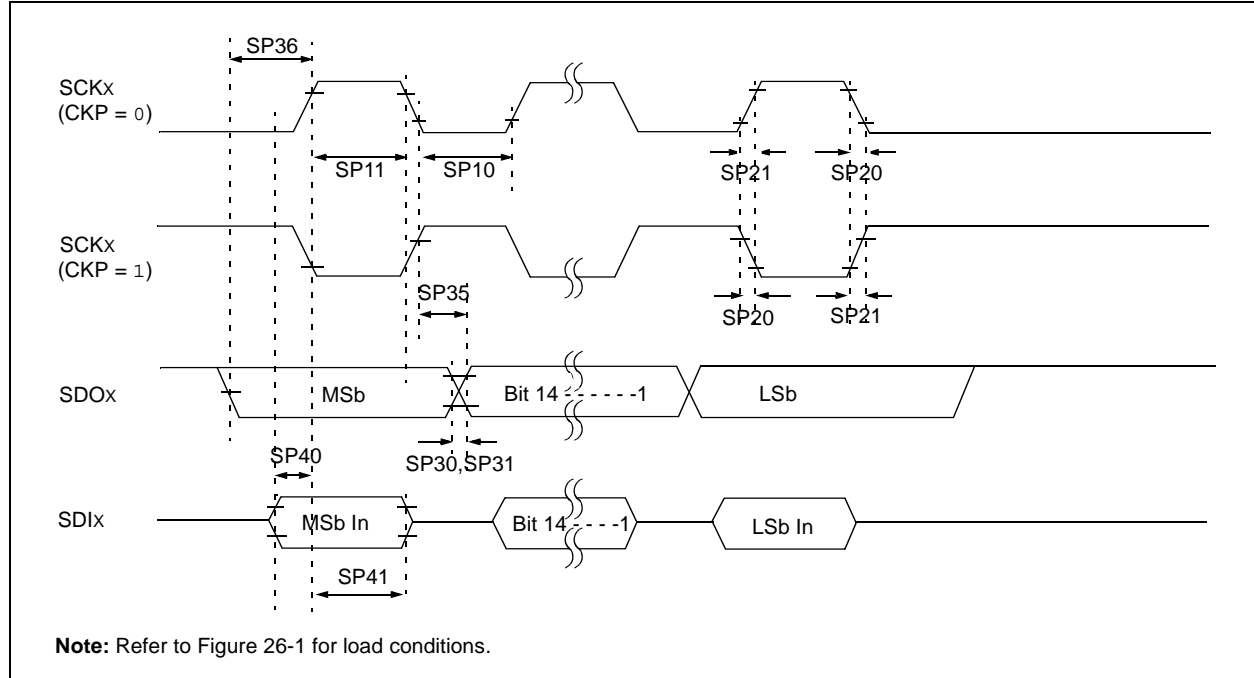 SP36
SCKx
(CKP = 0)
SP11
SP10
SP21
SP20
SCKx
(CKP = 1)
SP35
SP20
SP21
SDOx
MSb
Bit 14 - - - - - -1
LSb
SP40
SP30,SP31
SDIx
MSb In
Bit 14 - - - -1
LSb In
SP41
Note: Refer to Figure 26-1 for load conditions.